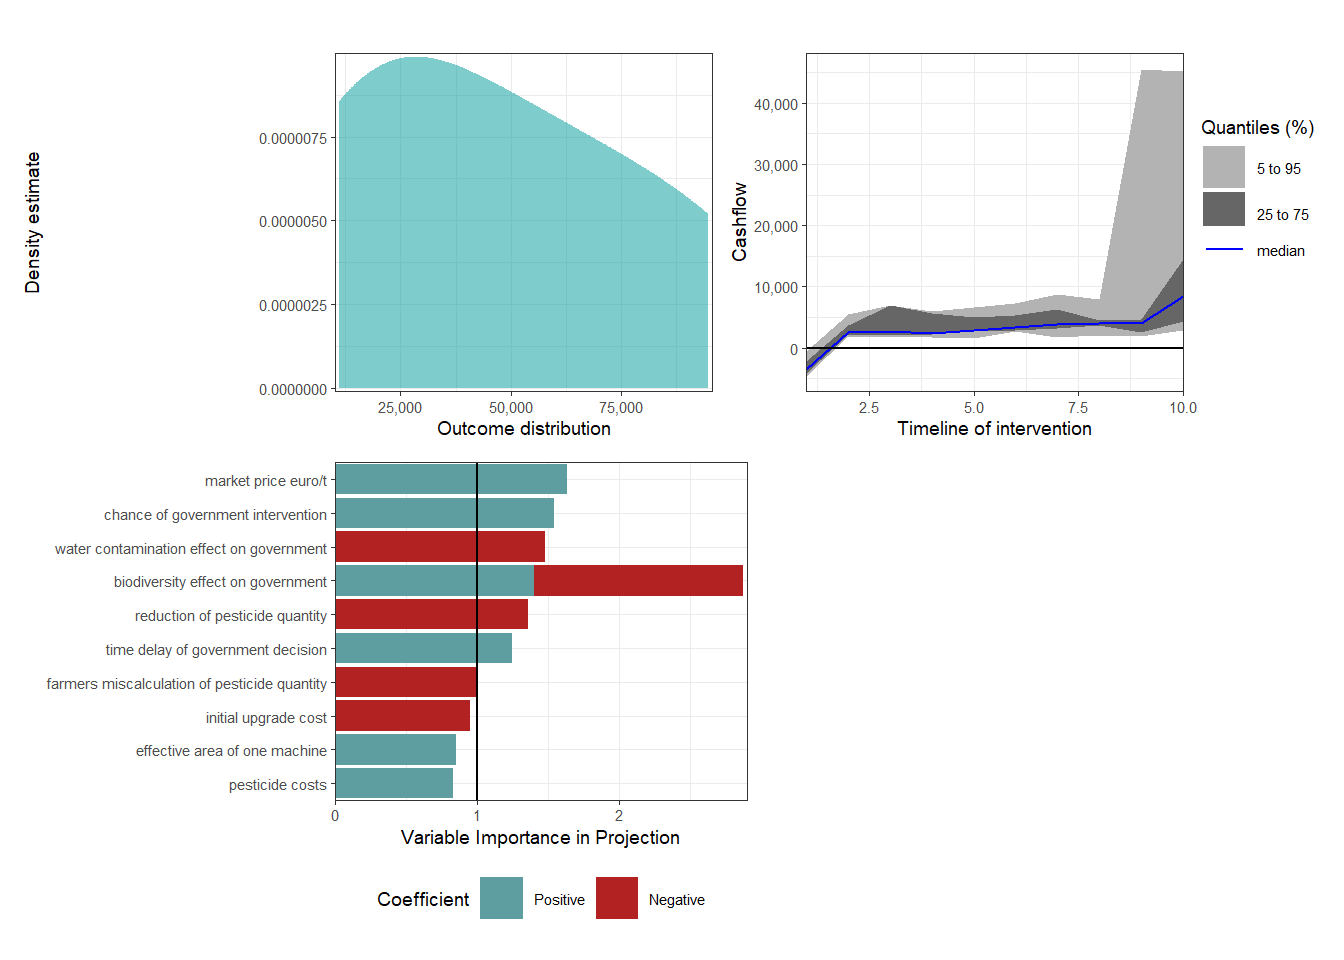 Density estimate
0.0000075
0.0000050
0.0000025
0.0000000
25,000 50,000 75,000
Outcome distribution
Cashflow
40,000
30,000
20,000
10,000
0
2.5 5.0 7.5 10.0
Timeline of intervention
Quantiles (%)
5 to 95
25 to 75
median
market price euro/t
chance of government intervention
water contamination effect on government
biodiversity effect on government
reduction of pesticide quantity
time delay of government decision
farmers miscalculation of pesticide quantity
initial upgrade cost
effective area of one machine
pesticide costs
0 1 2
Variable Importance in Projection
Coefficient Positive Negative